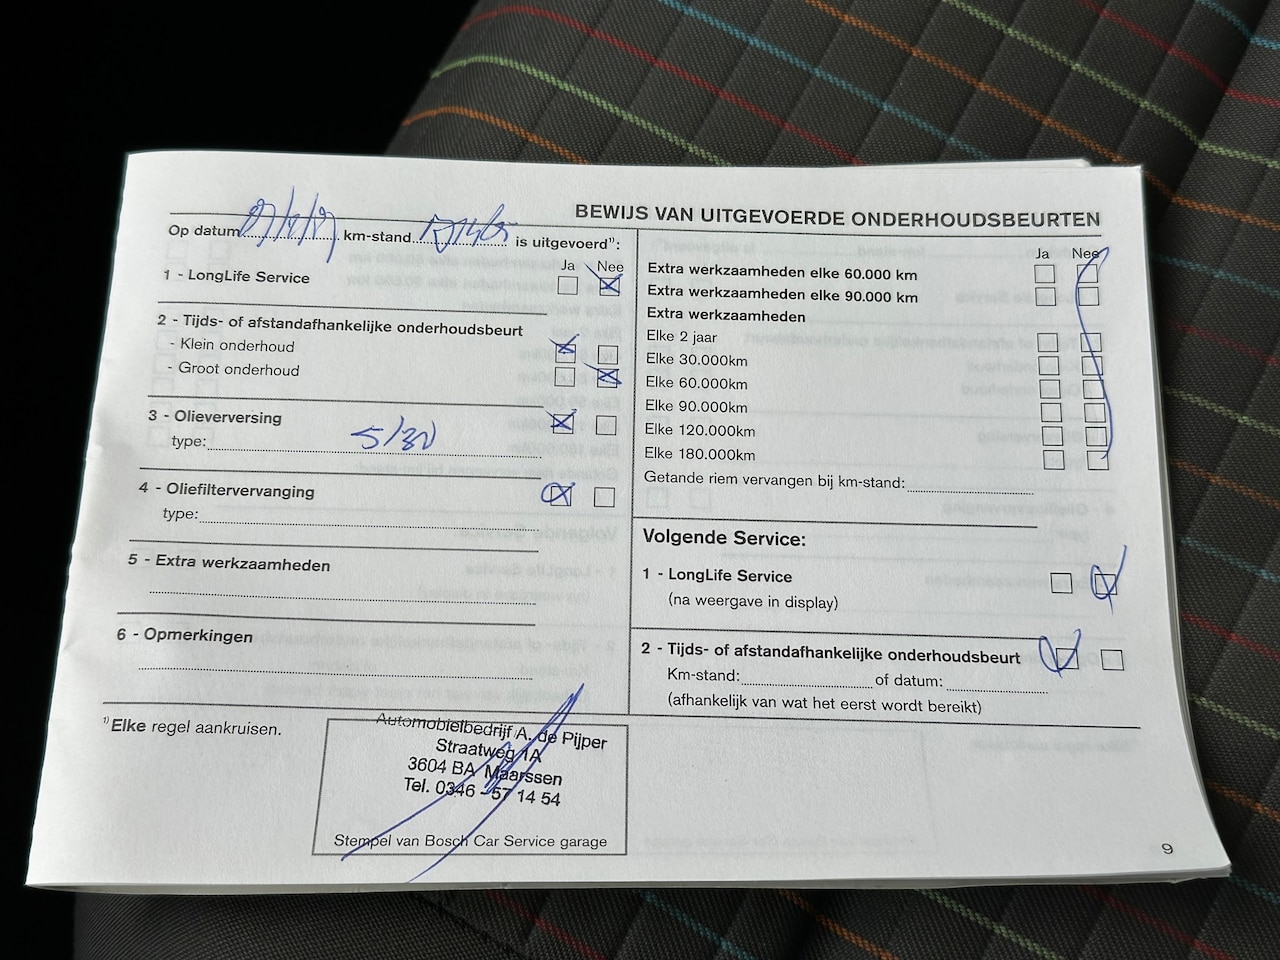 BEWIJS VAN UITGEVOERDE ONDERHOUDSBEURTEN
Op datum km-stand is uitgevoerd¹⁾:
Ja Nee
1 - LongLife Service
2 - Tijds- of afstandafhankelijke onderhoudsbeurt
- Klein onderhoud
- Groot onderhoud
3 - Olieverversing
type: 5/30
4 - Oliefiltervervanging
type:
5 - Extra werkzaamheden
6 - Opmerkingen
Ja Nee
Extra werkzaamheden elke 60.000 km
Extra werkzaamheden elke 90.000 km
Extra werkzaamheden
Elke 2 jaar
Elke 30.000km
Elke 60.000km
Elke 90.000km
Elke 120.000km
Elke 180.000km
Getande riem vervangen bij km-stand:
Volgende Service:
1 - LongLife Service
(na weergave in display)
2 - Tijds- of afstandafhankelijke onderhoudsbeurt
Km-stand: of datum:
(afhankelijk van wat het eerst wordt bereikt)
¹⁾Elke regel aankruisen.
Automobielbedrijf A. de Pijper
Straatweg 1A
3604 BA Maarssen
Tel. 0346 - 57 14 54
Stempel van Bosch Car Service garage
9